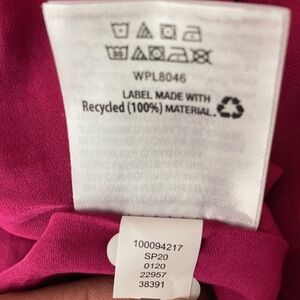 WPL8046
LABEL MADE WITH
Recycled (100%) MATERIAL.
100094217
SP20
0120
22957
38391